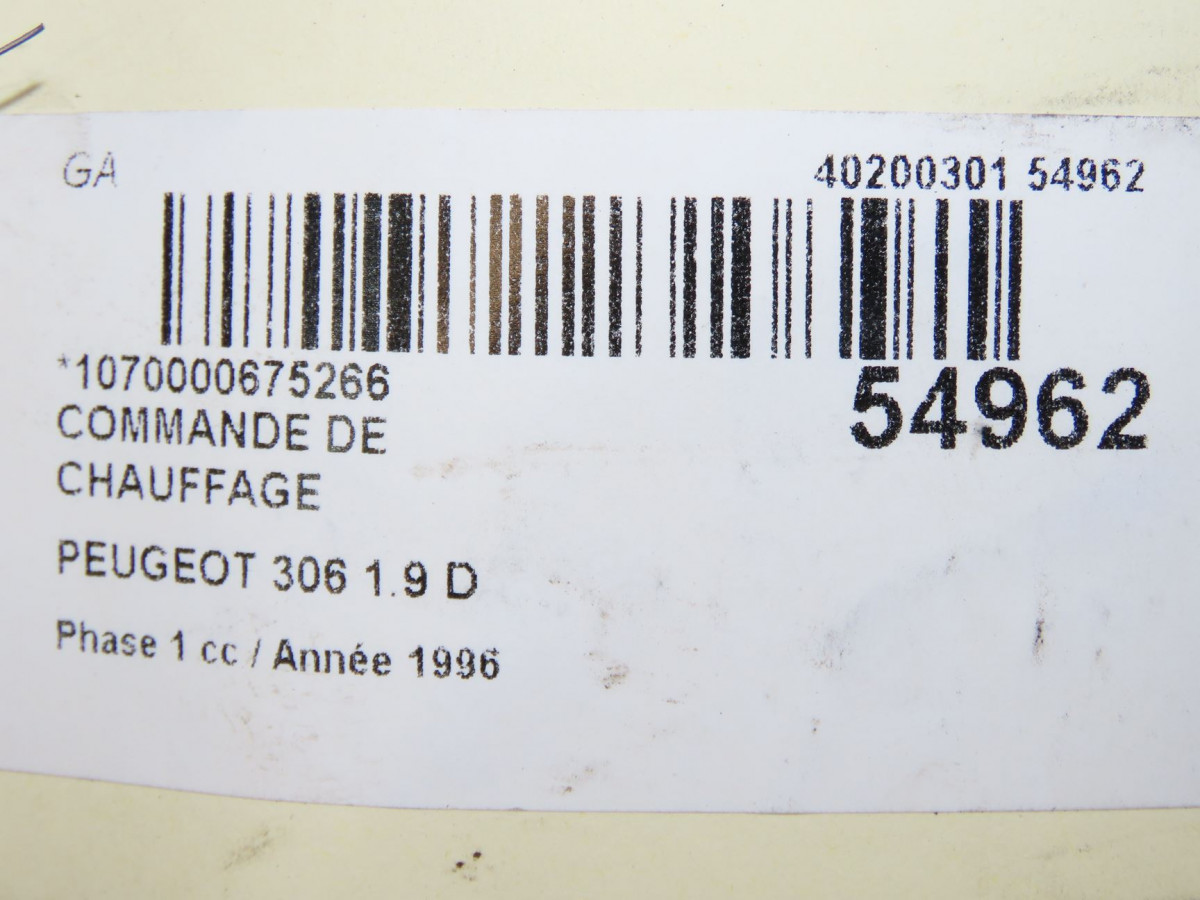 GA
40200301 54962
*1070000675266
54962
COMMANDE DE
CHAUFFAGE
PEUGEOT 306 1.9 D
Phase 1 cc / Année 1996